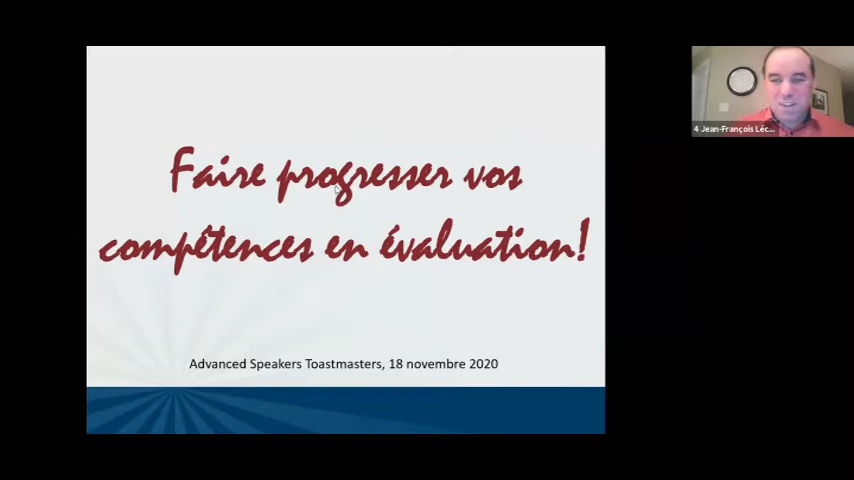 Faire progresser vos
compétences en évaluation!
Advanced Speakers Toastmasters, 18 novembre 2020
4 Jean-François Léc...